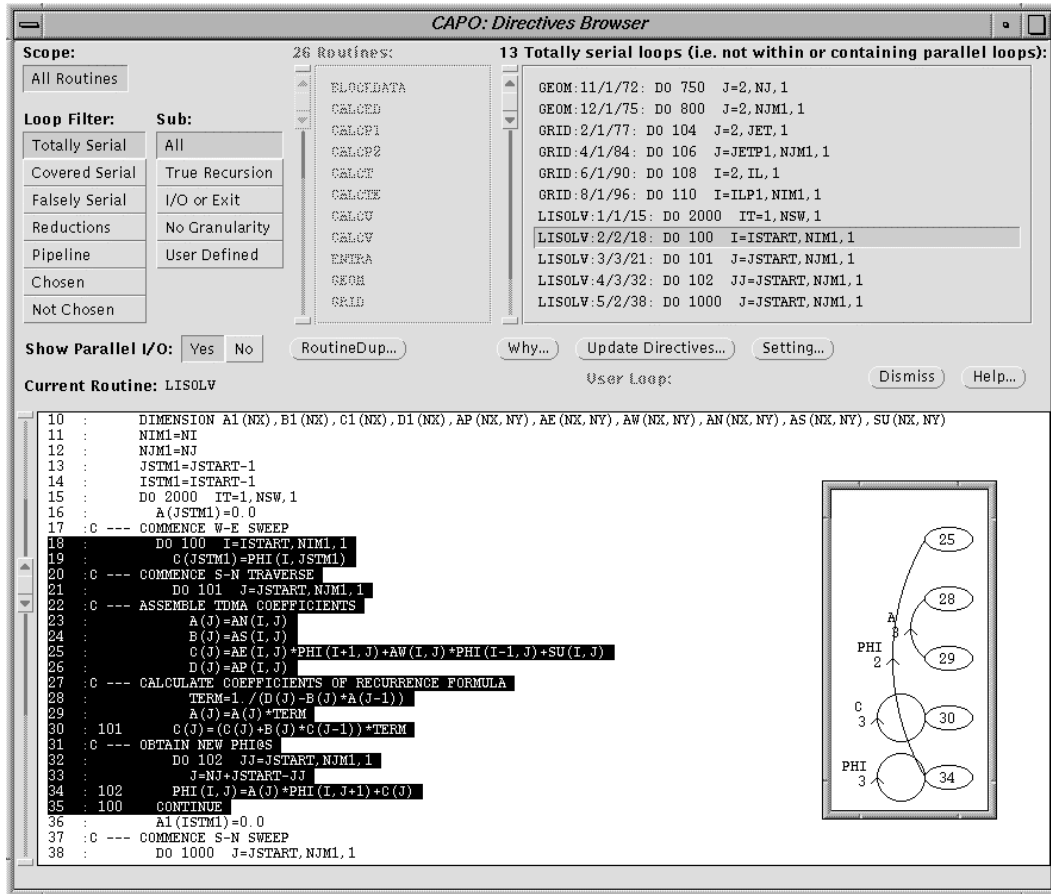 CAPO: Directives Browser
Scope:
All Routines
Loop Filter:
Totally Serial
Covered Serial
Falsely Serial
Reductions
Pipeline
Chosen
Not Chosen
Sub:
All
True Recursion
I/O or Exit
No Granularity
User Defined
26 Routines:
BLOCKDATA
CALCED
CALCP1
CALCP2
CALCT
CALCTE
CALCU
CALCV
ENTRA
GEOM
GRID
13 Totally serial loops (i.e. not within or containing parallel loops):
GEOM:11/1/72: DO 750 J=2,NJ,1
GEOM:12/1/75: DO 800 J=2,NJM1,1
GRID:2/1/77: DO 104 J=2,JET,1
GRID:4/1/84: DO 106 J=JETP1,NJM1,1
GRID:6/1/90: DO 108 I=2,IL,1
GRID:8/1/96: DO 110 I=ILP1,NIM1,1
LISOLV:1/1/15: DO 2000 IT=1,NSW,1
LISOLV:2/2/18: DO 100 I=ISTART,NIM1,1
LISOLV:3/3/21: DO 101 J=JSTART,NJM1,1
LISOLV:4/3/32: DO 102 JJ=JSTART,NJM1,1
LISOLV:5/2/38: DO 1000 J=JSTART,NJM1,1
Show Parallel I/O: Yes No
RoutineDup...
Why...
Update Directives...
Setting...
User Loop:
Dismiss
Help...
Current Routine: LISOLV
10 : DIMENSION A1(NX),B1(NX),C1(NX),D1(NX),AP(NX,NY),AE(NX,NY),AW(NX,NY),AN(NX,NY),AS(NX,NY),SU(NX,NY)
11 : NIM1=NI
12 : NJM1=NJ
13 : JSTM1=JSTART-1
14 : ISTM1=ISTART-1
15 : DO 2000 IT=1,NSW,1
16 : A(JSTM1)=0.0
17 :C --- COMMENCE W-E SWEEP
18 : DO 100 I=ISTART,NIM1,1
19 : C(JSTM1)=PHI(I,JSTM1)
20 :C --- COMMENCE S-N TRAVERSE
21 : DO 101 J=JSTART,NJM1,1
22 :C --- ASSEMBLE TDMA COEFFICIENTS
23 : A(J)=AN(I,J)
24 : B(J)=AS(I,J)
25 : C(J)=AE(I,J)*PHI(I+1,J)+AW(I,J)*PHI(I-1,J)+SU(I,J)
26 : D(J)=AP(I,J)
27 :C --- CALCULATE COEFFICIENTS OF RECURRENCE FORMULA
28 : TERM=1./(D(J)-B(J)*A(J-1))
29 : A(J)=A(J)*TERM
30 : 101 C(J)=(C(J)+B(J)*C(J-1))*TERM
31 :C --- OBTAIN NEW PHI@S
32 : DO 102 JJ=JSTART,NJM1,1
33 : J=NJ+JSTART-JJ
34 : 102 PHI(I,J)=A(J)*PHI(I,J+1)+C(J)
35 : 100 CONTINUE
36 : A1(ISTM1)=0.0
37 :C --- COMMENCE S-N SWEEP
38 : DO 1000 J=JSTART,NJM1,1
25
28
A
3
PHI
2
29
C
3
30
PHI
3
34